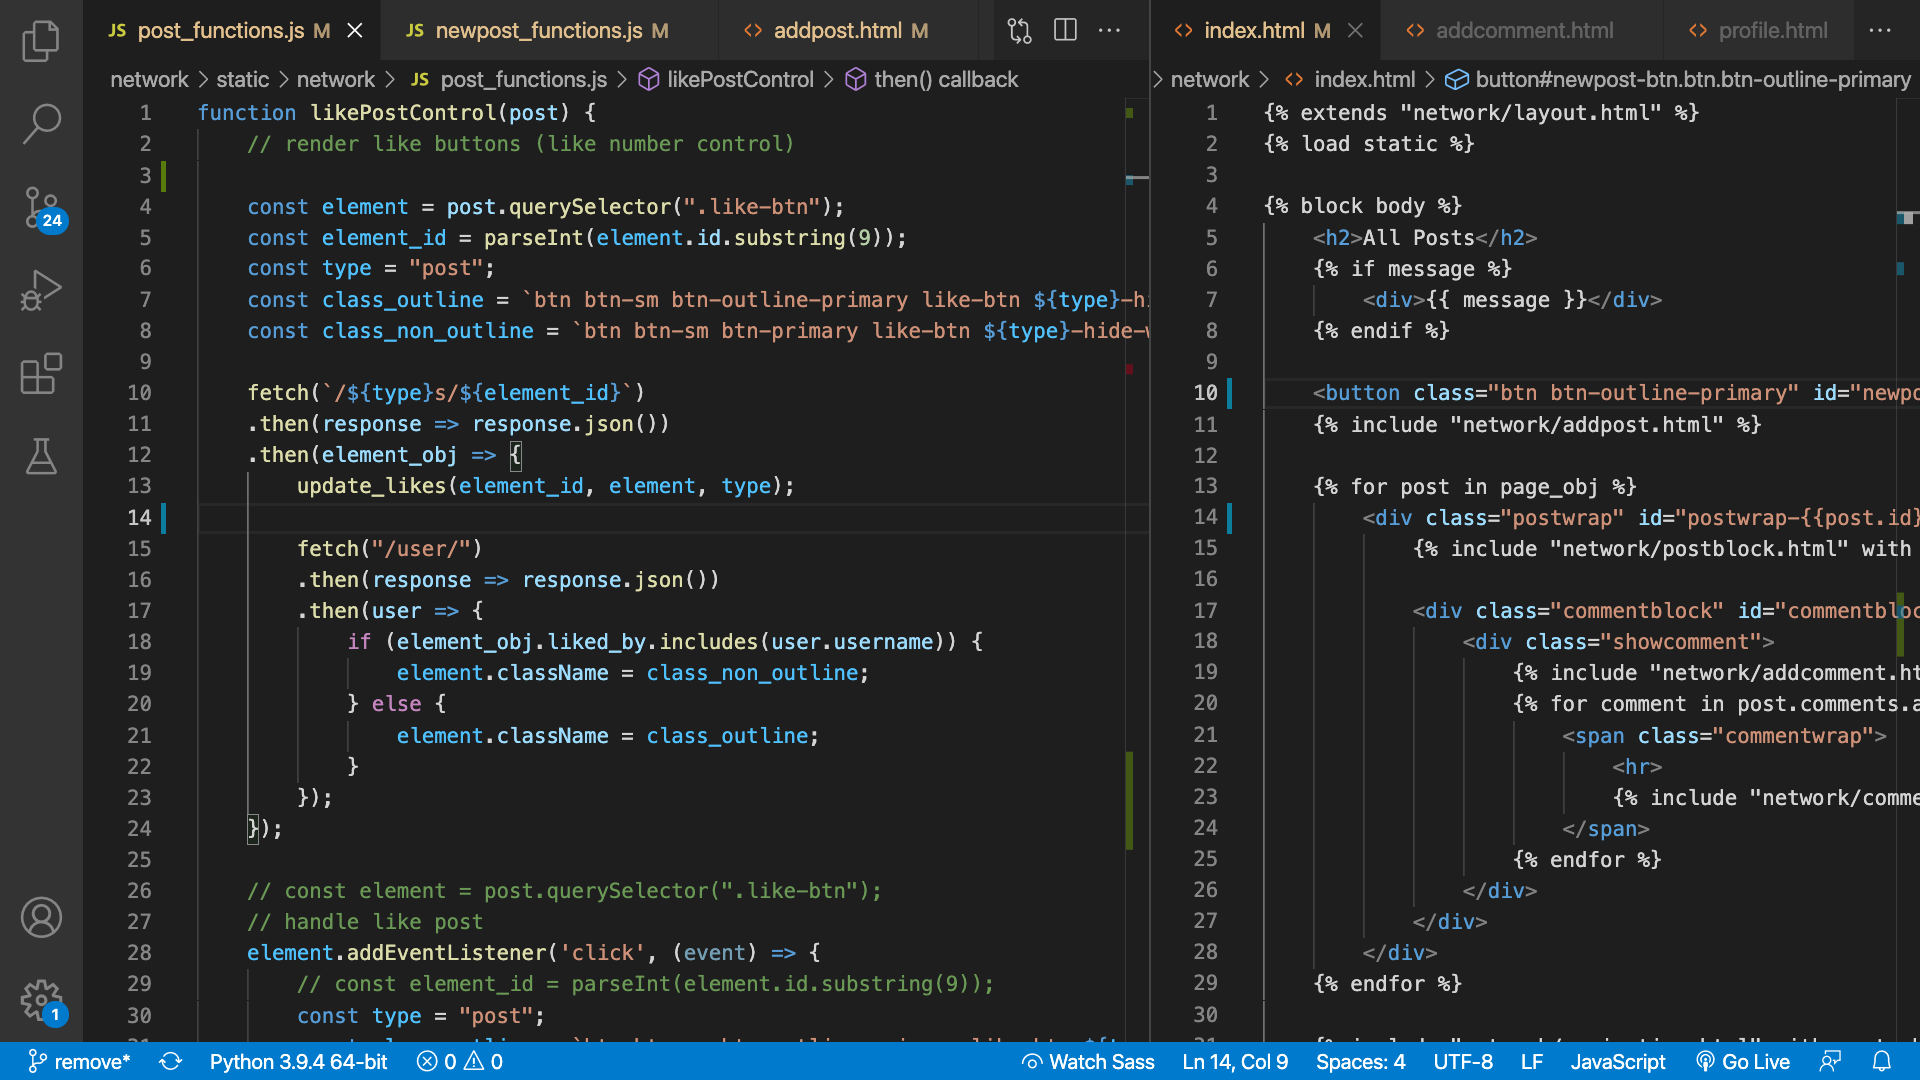 JS post_functions.js M
JS newpost_functions.js M
<> addpost.html M
...
<> index.html M
<> addcomment.html
<> profile.html
...
network > static > network > JS post_functions.js > likePostControl > then() callback
> network > <> index.html > button#newpost-btn.btn.btn-outline-primary
1 function likePostControl(post) {
2 // render like buttons (like number control)
3
4 const element = post.querySelector(".like-btn");
5 const element_id = parseInt(element.id.substring(9));
6 const type = "post";
7 const class_outline = `btn btn-sm btn-outline-primary like-btn ${type}-hi
8 const class_non_outline = `btn btn-sm btn-primary like-btn ${type}-hide-
9
10 fetch(`/${type}s/${element_id}`)
11 .then(response => response.json())
12 .then(element_obj => {
13 update_likes(element_id, element, type);
14
15 fetch("/user/")
16 .then(response => response.json())
17 .then(user => {
18 if (element_obj.liked_by.includes(user.username)) {
19 element.className = class_non_outline;
20 } else {
21 element.className = class_outline;
22 }
23 });
24 });
25
26 // const element = post.querySelector(".like-btn");
27 // handle like post
28 element.addEventListener('click', (event) => {
29 // const element_id = parseInt(element.id.substring(9));
30 const type = "post";
1 {% extends "network/layout.html" %}
2 {% load static %}
3
4 {% block body %}
5 <h2>All Posts</h2>
6 {% if message %}
7 <div>{{ message }}</div>
8 {% endif %}
9
10 <button class="btn btn-outline-primary" id="newpo
11 {% include "network/addpost.html" %}
12
13 {% for post in page_obj %}
14 <div class="postwrap" id="postwrap-{{post.id}
15 {% include "network/postblock.html" with
16
17 <div class="commentblock" id="commentbloc
18 <div class="showcomment">
19 {% include "network/addcomment.ht
20 {% for comment in post.comments.a
21 <span class="commentwrap">
22 <hr>
23 {% include "network/comme
24 </span>
25 {% endfor %}
26 </div>
27 </div>
28 </div>
29 {% endfor %}
30
24
1
remove* Python 3.9.4 64-bit 0 0 Watch Sass Ln 14, Col 9 Spaces: 4 UTF-8 LF JavaScript Go Live